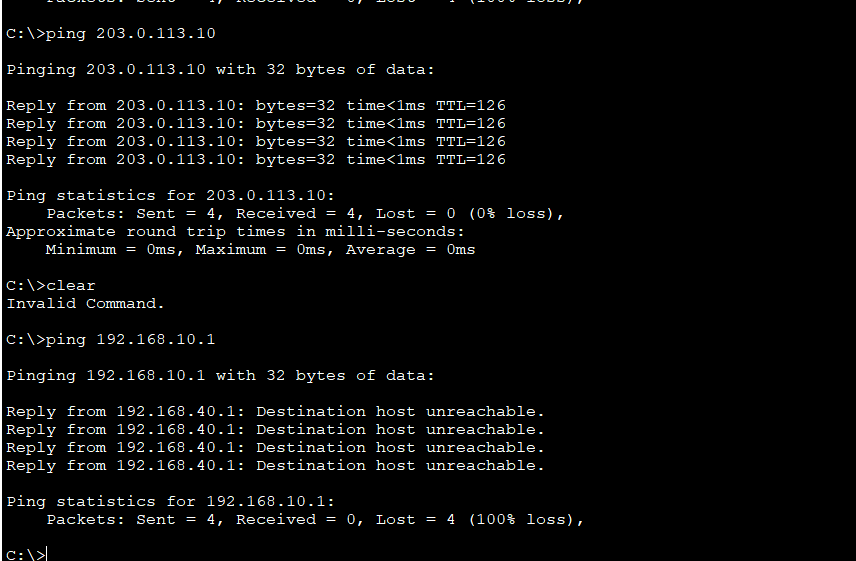 C:\>ping 203.0.113.10
Pinging 203.0.113.10 with 32 bytes of data:
Reply from 203.0.113.10: bytes=32 time<1ms TTL=126
Reply from 203.0.113.10: bytes=32 time<1ms TTL=126
Reply from 203.0.113.10: bytes=32 time<1ms TTL=126
Reply from 203.0.113.10: bytes=32 time<1ms TTL=126
Ping statistics for 203.0.113.10:
Packets: Sent = 4, Received = 4, Lost = 0 (0% loss),
Approximate round trip times in milli-seconds:
Minimum = 0ms, Maximum = 0ms, Average = 0ms
C:\>clear
Invalid Command.
C:\>ping 192.168.10.1
Pinging 192.168.10.1 with 32 bytes of data:
Reply from 192.168.40.1: Destination host unreachable.
Reply from 192.168.40.1: Destination host unreachable.
Reply from 192.168.40.1: Destination host unreachable.
Reply from 192.168.40.1: Destination host unreachable.
Ping statistics for 192.168.10.1:
Packets: Sent = 4, Received = 0, Lost = 4 (100% loss),
C:\>